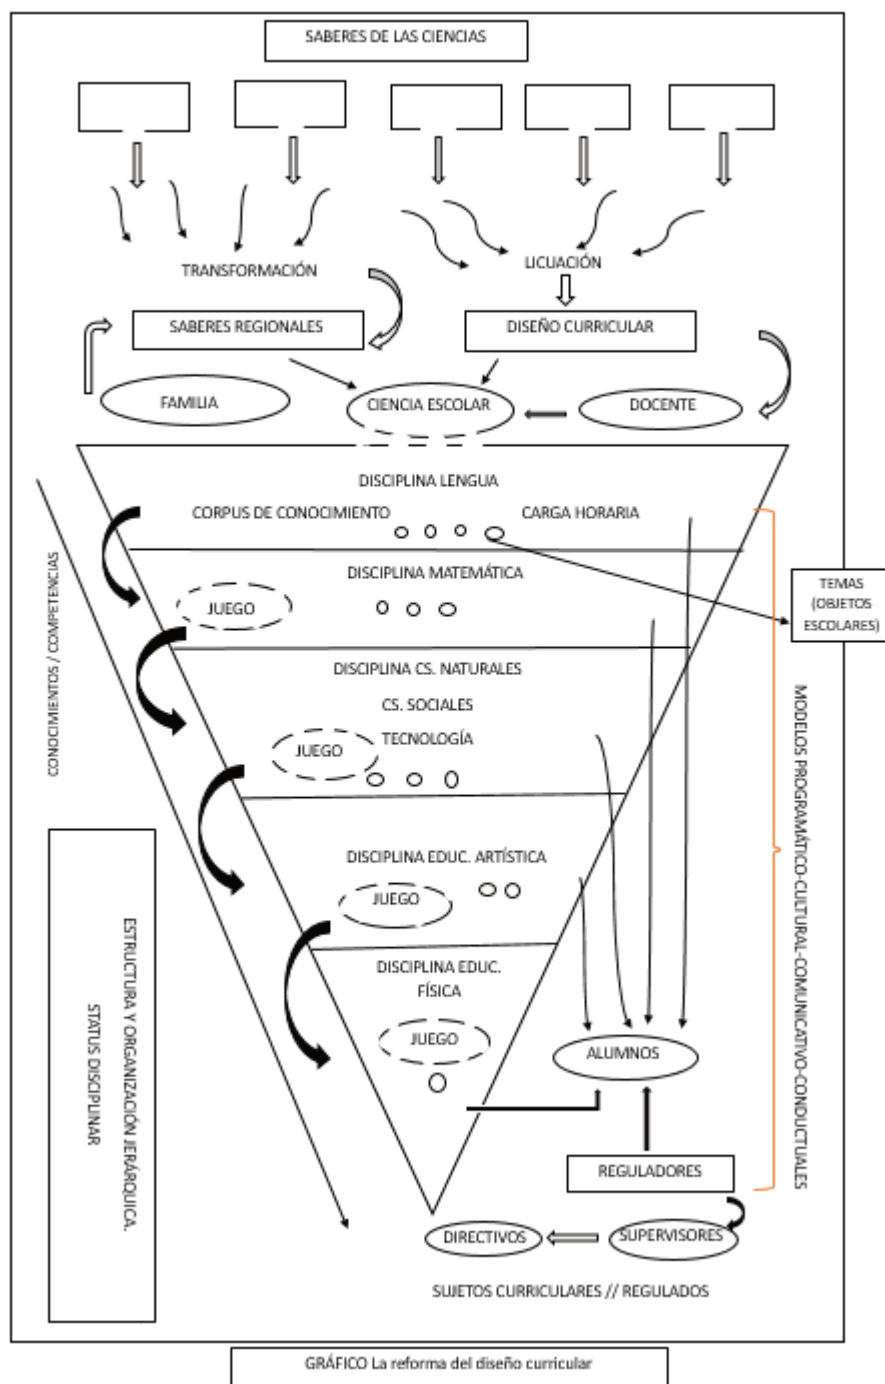 SABERES DE LAS CIENCIAS
TRANSFORMACIÓN
LICUACIÓN
SABERES REGIONALES
DISEÑO CURRICULAR
FAMILIA
CIENCIA ESCOLAR
DOCENTE
DISCIPLINA LENGUA
CORPUS DE CONOCIMIENTO
CARGA HORARIA
DISCIPLINA MATEMÁTICA
JUEGO
TEMAS
(OBJETOS
ESCOLARES)
DISCIPLINA CS. NATURALES
CS. SOCIALES
TECNOLOGÍA
JUEGO
CONOCIMIENTOS / COMPETENCIAS
DISCIPLINA EDUC. ARTÍSTICA
JUEGO
DISCIPLINA EDUC.
FÍSICA
JUEGO
ALUMNOS
MODELOS PROGRAMÁTICO-CULTURAL-COMUNICATIVO-CONDUCTUALES
ESTRUCTURA Y ORGANIZACIÓN JERÁRQUICA.
STATUS DISCIPLINAR
REGULADORES
DIRECTIVOS
SUPERVISORES
SUJETOS CURRICULARES // REGULADOS
GRÁFICO La reforma del diseño curricular